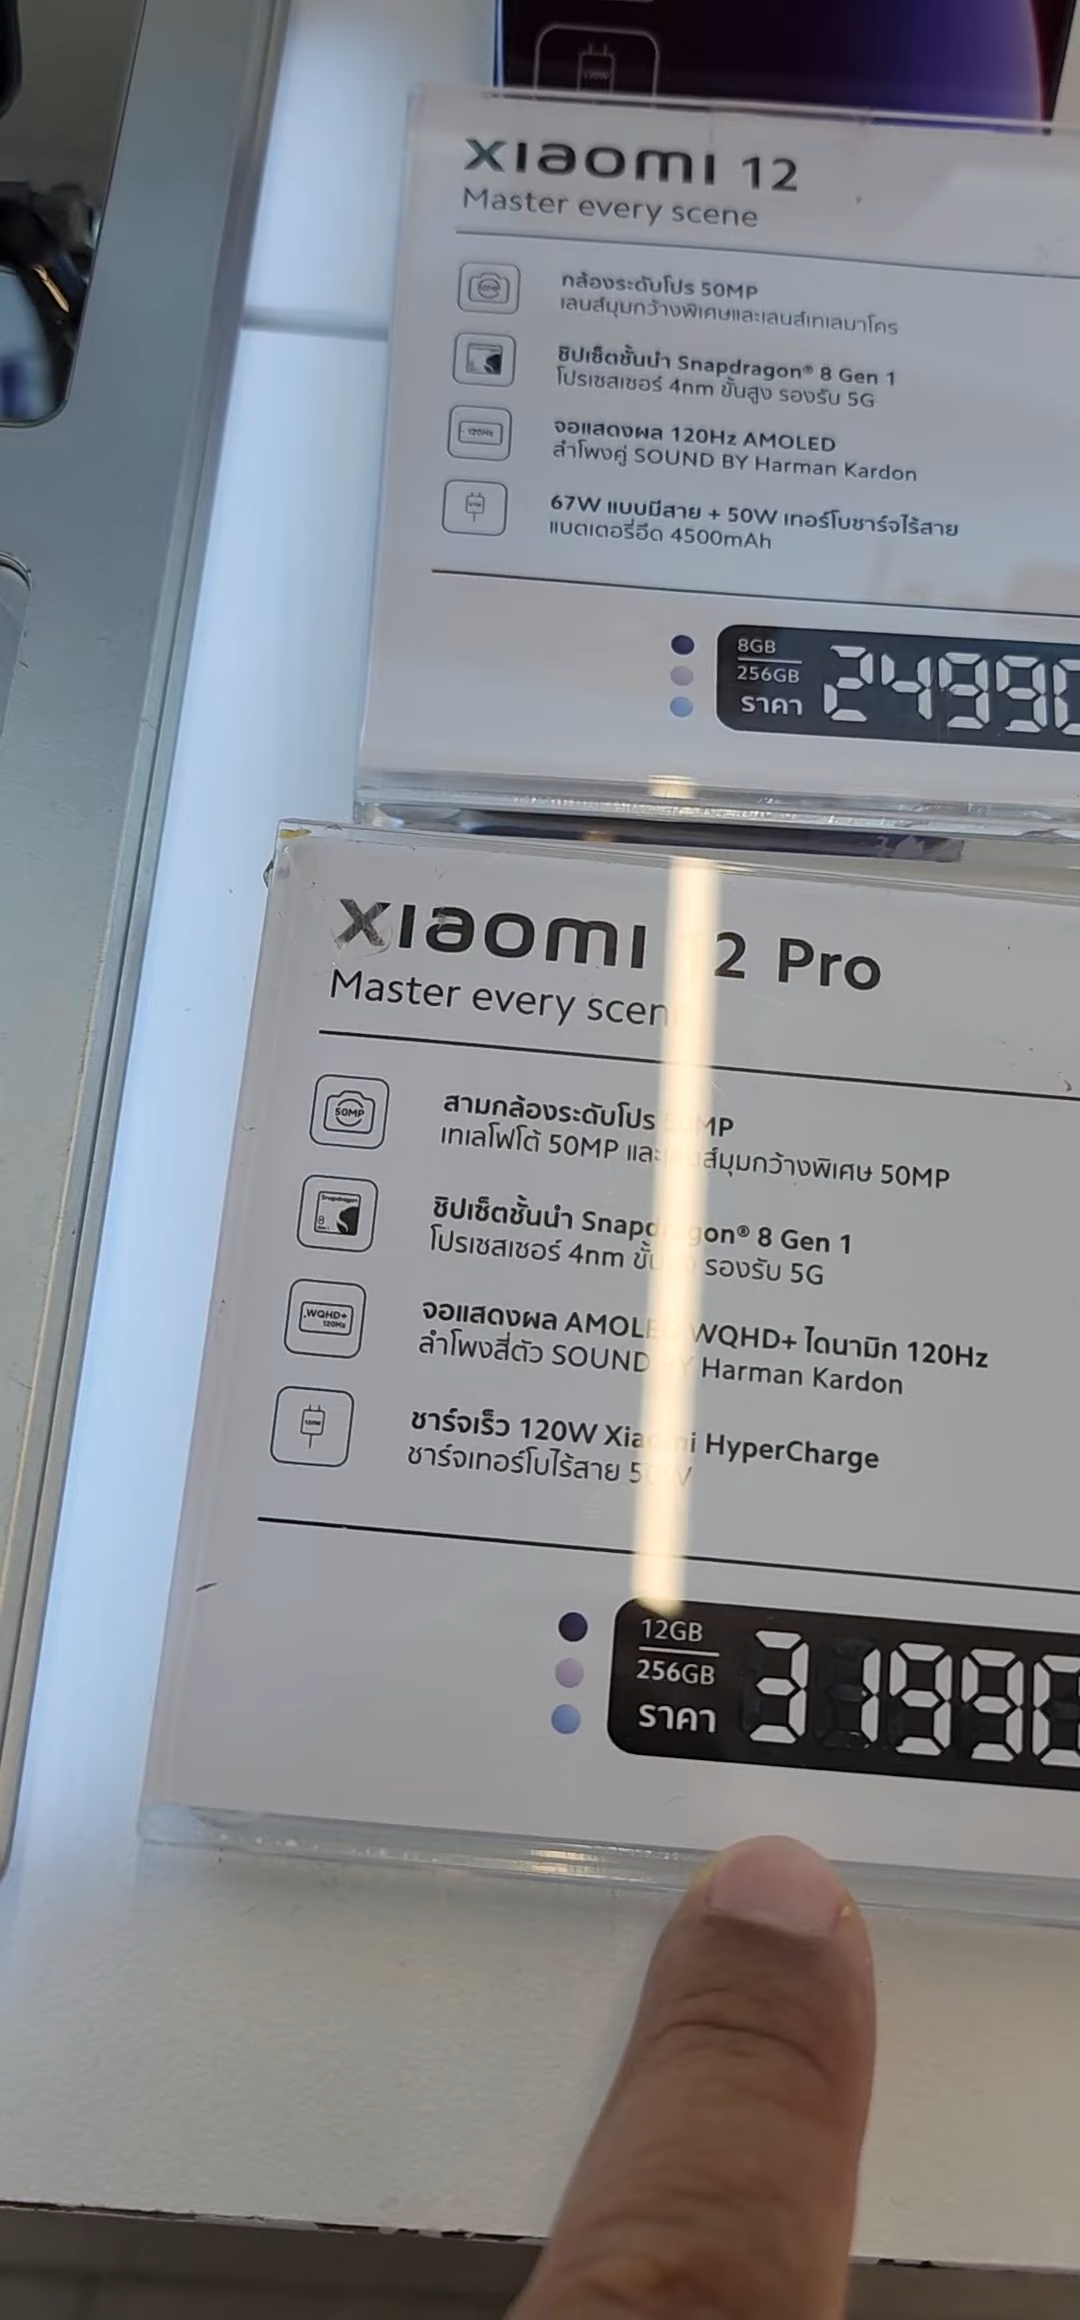 120W
xiaomi 12
Master every scene
50MP
กล้องระดับโปร 50MP
เลนส์มุมกว้างพิเศษและเลนส์เทเลมาโคร
ชิปเซ็ตชั้นนำ Snapdragon® 8 Gen 1
โปรเซสเซอร์ 4nm ขั้นสูง รองรับ 5G
120Hz
จอแสดงผล 120Hz AMOLED
ลำโพงคู่ SOUND BY Harman Kardon
67W แบบมีสาย + 50W เทอร์โบชาร์จไร้สาย
แบตเตอรี่อึด 4500mAh
8GB
256GB
ราคา 24990
xiaomi 2 Pro
Master every scen
50MP
สามกล้องระดับโปร MP
เทเลโฟโต้ 50MP และ ส์มุมกว้างพิเศษ 50MP
Snapdragon
8
ชิปเซ็ตชั้นนำ Snapdragon® 8 Gen 1
โปรเซสเซอร์ 4nm รองรับ 5G
WQHD+
120Hz
จอแสดงผล AMOLE WQHD+ ไดนามิก 120Hz
ลำโพงสี่ตัว SOUND Harman Kardon
120W
ชาร์จเร็ว 120W Xiaomi HyperCharge
ชาร์จเทอร์โบไร้สาย 5 W
12GB
256GB
ราคา 31990